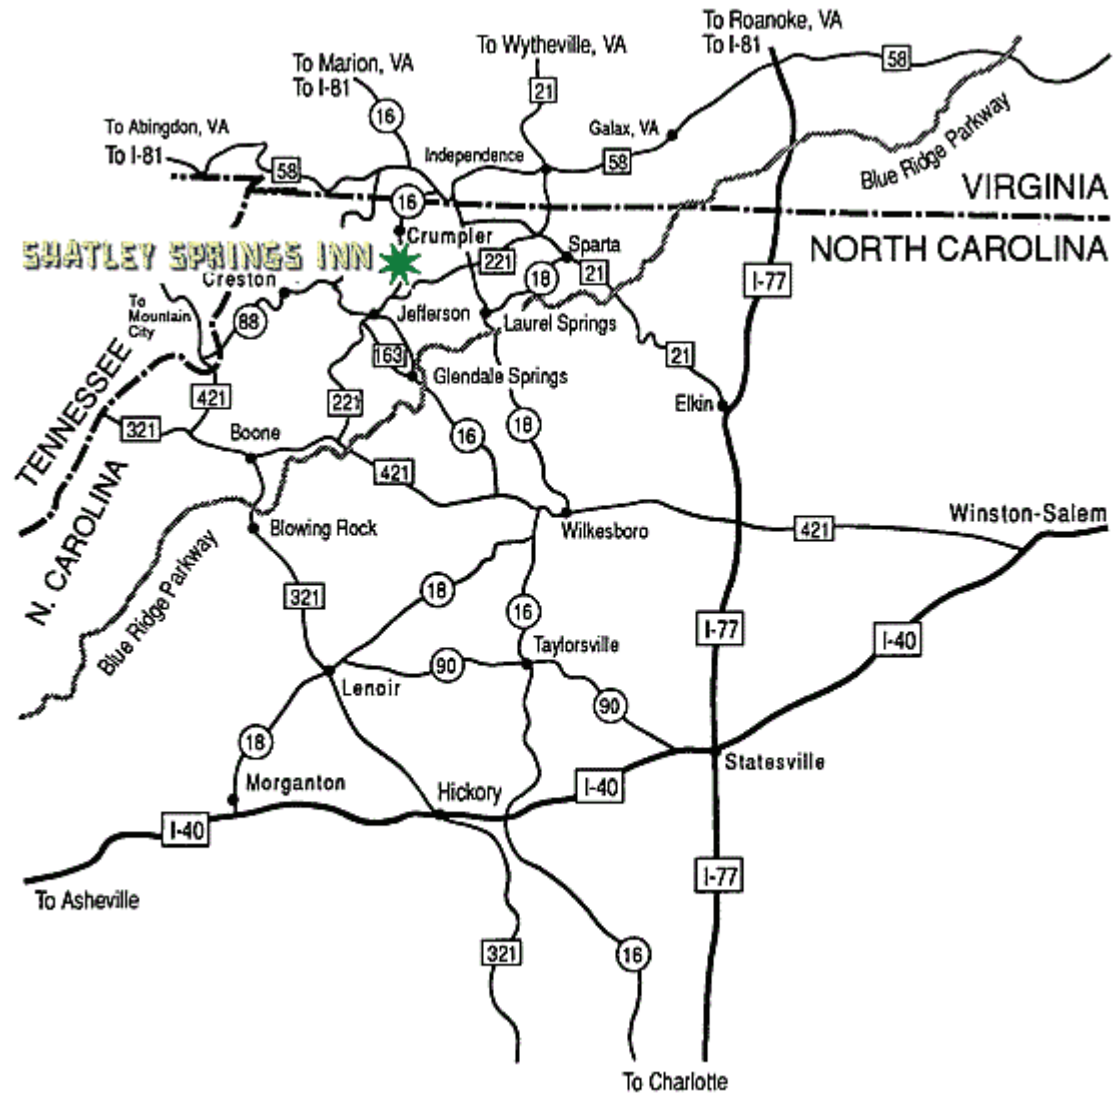 To Roanoke, VA
To I-81
To Wytheville, VA
To Marion, VA
To I-81
58
21
16
To Abingdon, VA
To I-81
Galax, VA
Independence
58
58
Blue Ridge Parkway
VIRGINIA
16
Crumpler
NORTH CAROLINA
SHATLEY SPRINGS INN
Sparta
221
21
18
I-77
Creston
To
Mountain
City
88
Jefferson
Laurel Springs
163
Glendale Springs
21
TENNESSEE
421
221
Elkin
321
Boone
16
18
421
N. CAROLINA
Blowing Rock
Wilkesboro
421
Winston-Salem
Blue Ridge Parkway
321
18
16
I-77
I-40
Taylorsville
90
Lenoir
90
18
Statesville
Morganton
Hickory
I-40
I-40
I-77
To Asheville
321
16
To Charlotte